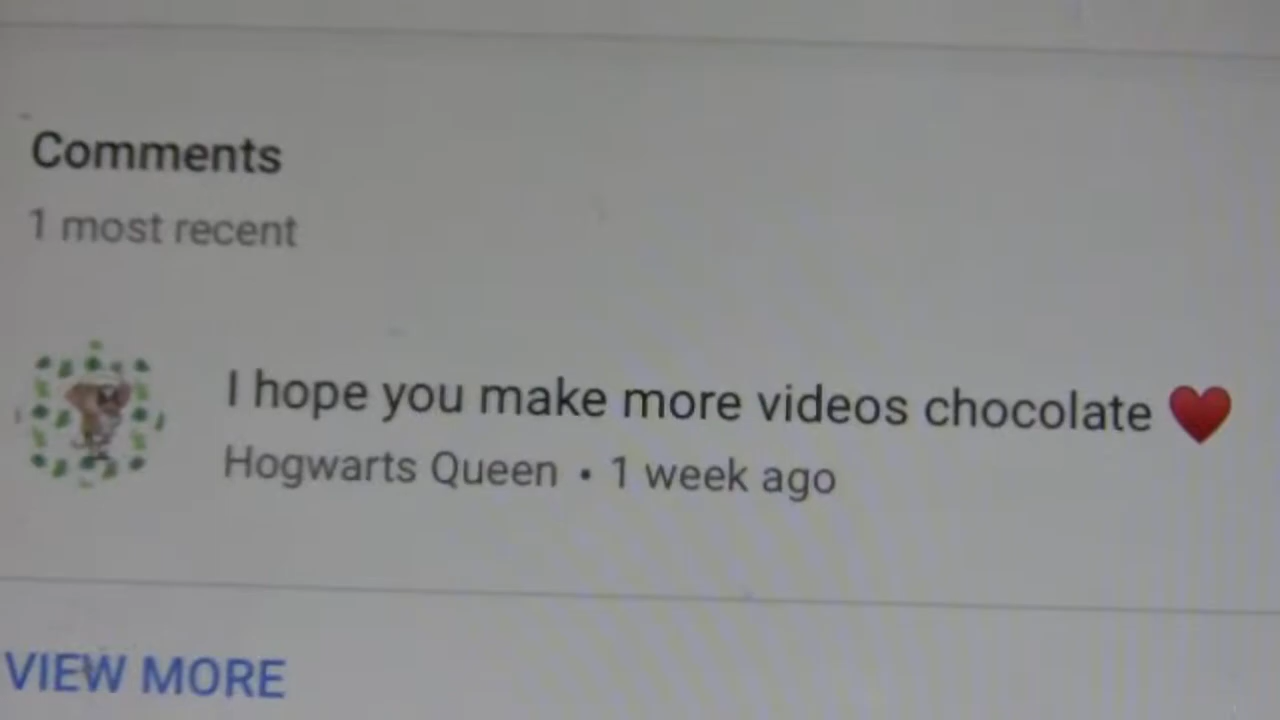 Comments
1 most recent
I hope you make more videos chocolate ❤️
Hogwarts Queen • 1 week ago
VIEW MORE